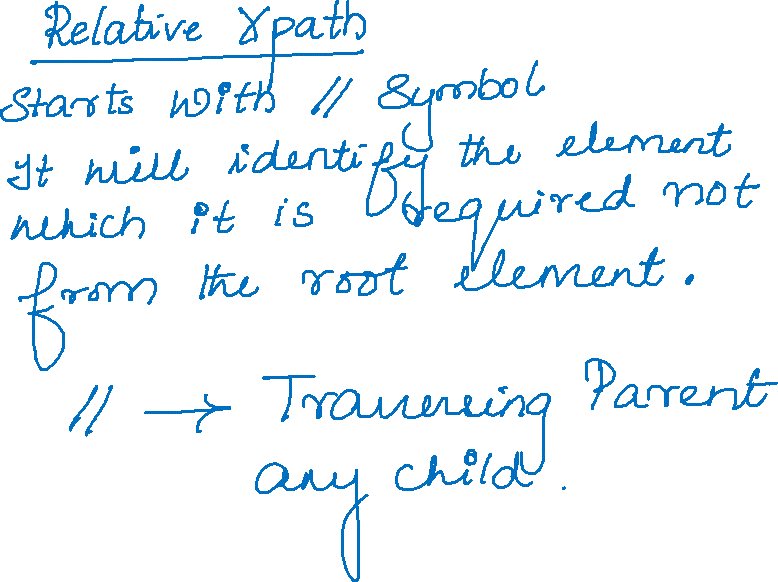 Relative Xpath
Starts with // Symbol
It will identify the element
which it is required not
from the root element.
// → Traversing Parent
any child.